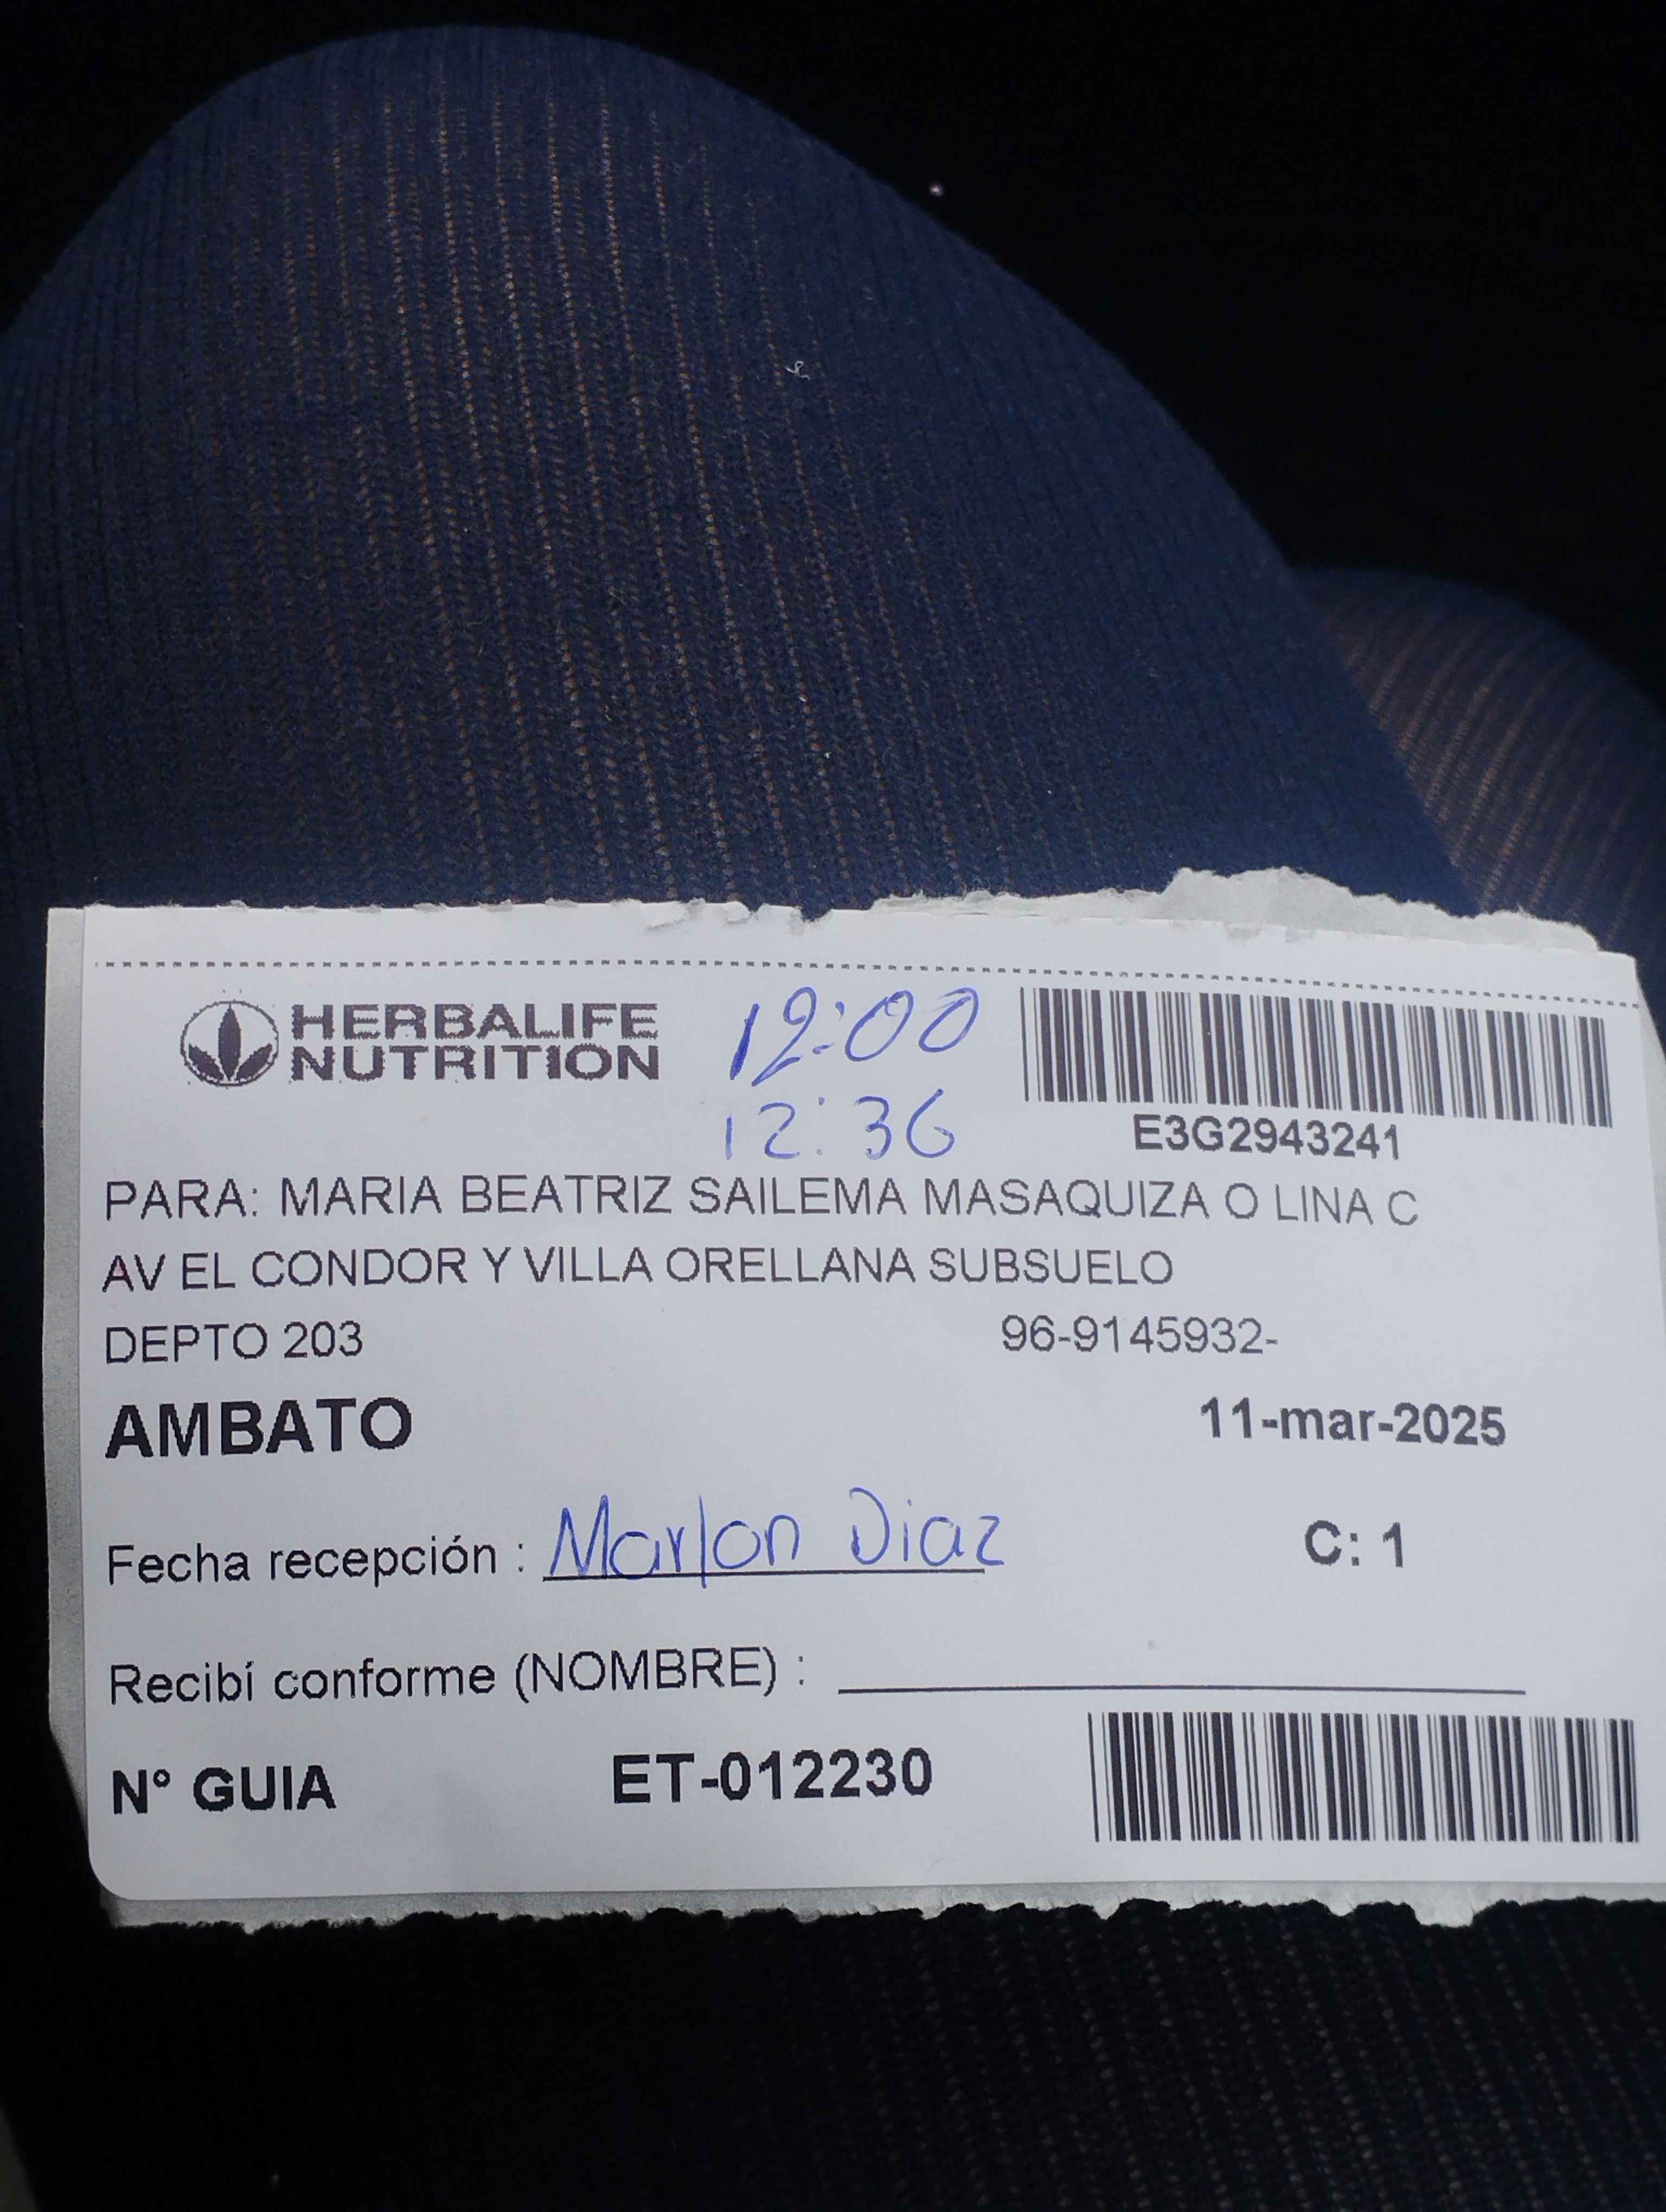 HERBALIFE
NUTRITION
12:00
12:36
E3G2943241
PARA: MARIA BEATRIZ SAILEMA MASAQUIZA O LINA C
AV EL CONDOR Y VILLA ORELLANA SUBSUELO
DEPTO 203 96-9145932-
AMBATO 11-mar-2025
Fecha recepción : Marlon Diaz C: 1
Recibí conforme (NOMBRE) :
N° GUIA ET-012230